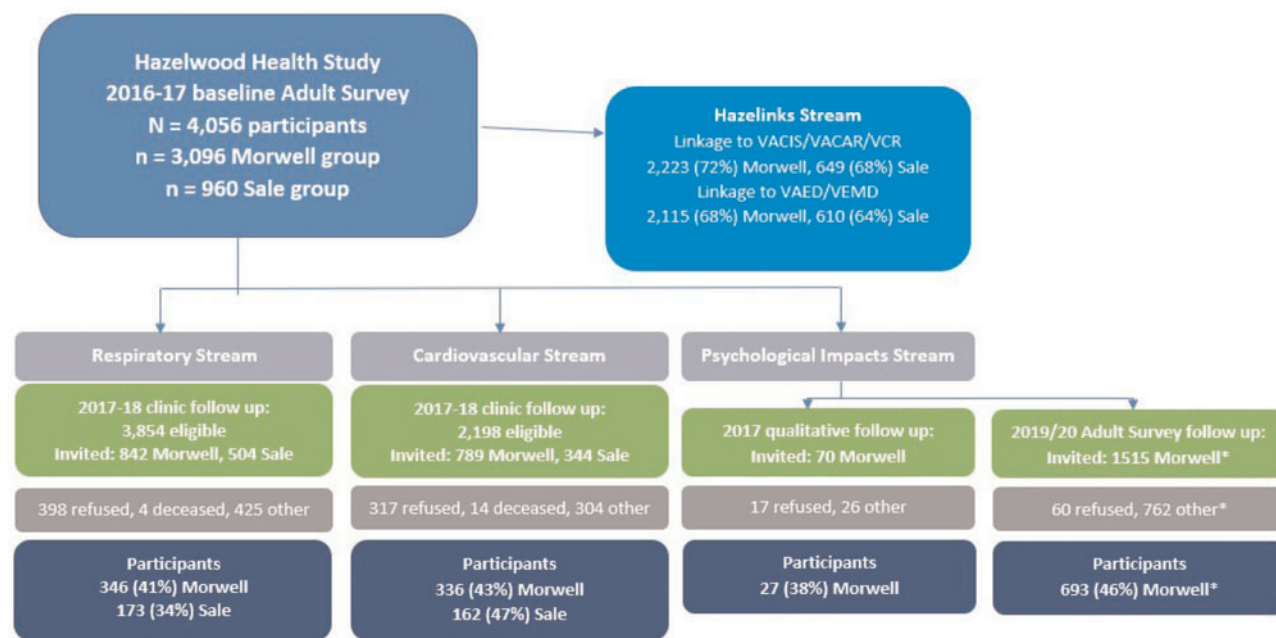 Hazelwood Health Study
2016-17 baseline Adult Survey
N = 4,056 participants
n = 3,096 Morwell group
n = 960 Sale group
Hazelinks Stream
Linkage to VACIS/VACAR/VCR
2,223 (72%) Morwell, 649 (68%) Sale
Linkage to VAED/VEMD
2,115 (68%) Morwell, 610 (64%) Sale
Respiratory Stream
2017-18 clinic follow up:
3,854 eligible
Invited: 842 Morwell, 504 Sale
398 refused, 4 deceased, 425 other
Participants
346 (41%) Morwell
173 (34%) Sale
Cardiovascular Stream
2017-18 clinic follow up:
2,198 eligible
Invited: 789 Morwell, 344 Sale
317 refused, 14 deceased, 304 other
Participants
336 (43%) Morwell
162 (47%) Sale
Psychological Impacts Stream
2017 qualitative follow up:
Invited: 70 Morwell
17 refused, 26 other
Participants
27 (38%) Morwell
2019/20 Adult Survey follow up:
Invited: 1515 Morwell*
60 refused, 762 other*
Participants
693 (46%) Morwell*